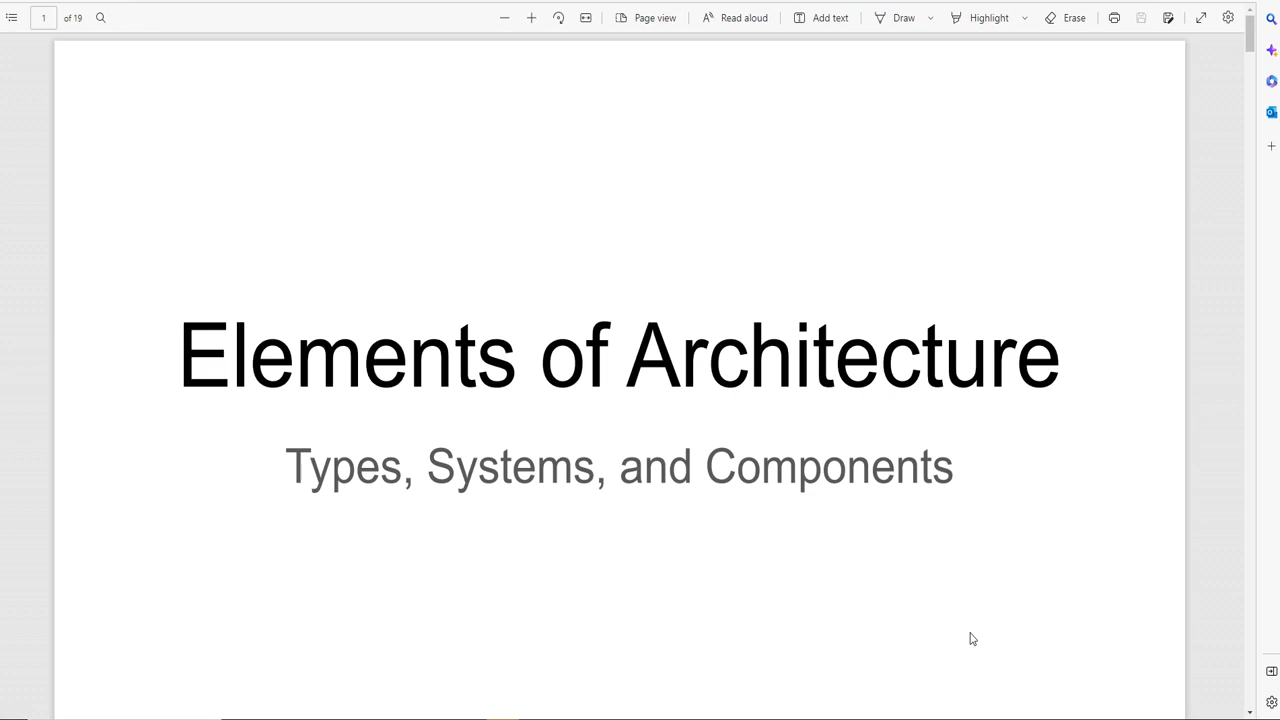 1 of 19 Page view Read aloud Add text Draw Highlight Erase
Elements of Architecture
Types, Systems, and Components